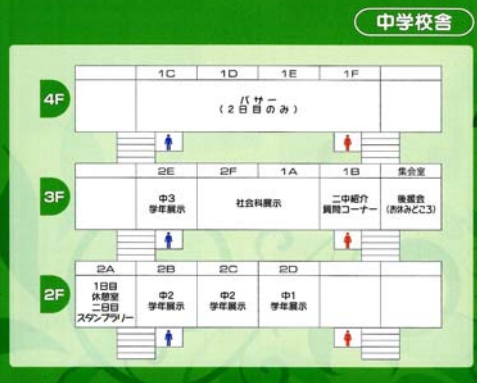 中学校舎
4F
1C 1D 1E 1F
バザー
(2日目のみ)
3F
2E 2F 1A 1B 集会室
中3
学年展示
社会科展示
二中紹介
質問コーナー
後援会
(お休みどころ)
2F
2A 2B 2C 2D
1日目
休憩室
二日目
スタンプラリー
中2
学年展示
中2
学年展示
中1
学年展示